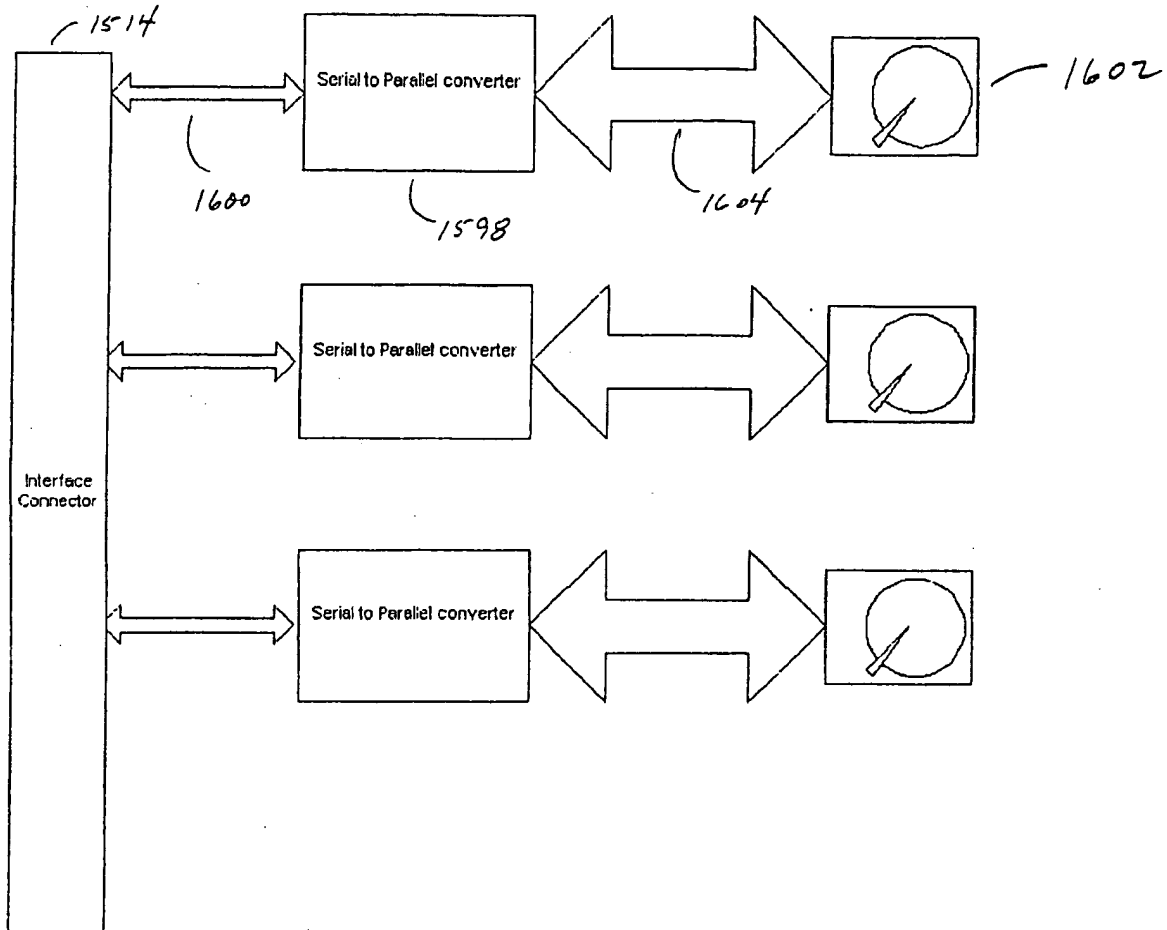 1514
Serial to Parallel converter
1602
1600
1598
1604
Serial to Parallel converter
Interface
Connector
Serial to Parallel converter